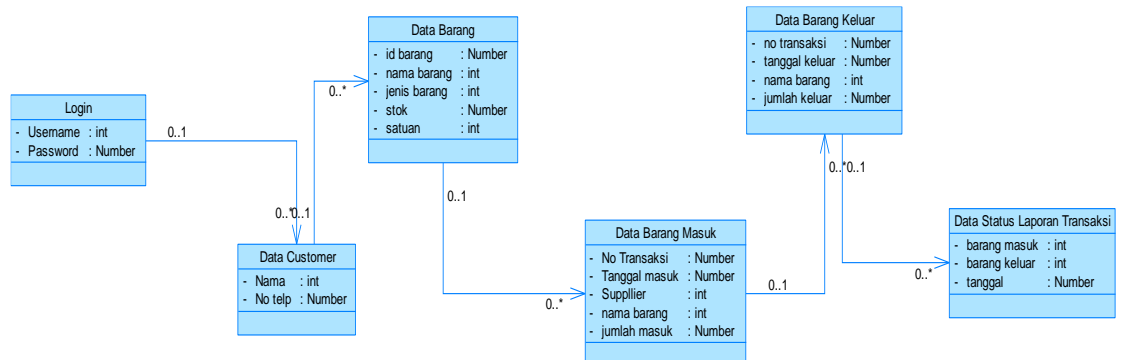 Login
- Username : int
- Password : Number
0..1
0..*
Data Customer
- Nama : int
- No telp : Number
0..1
0..*
Data Barang
- id barang : Number
- nama barang : int
- jenis barang : int
- stok : Number
- satuan : int
0..1
0..*
Data Barang Masuk
- No Transaksi : Number
- Tanggal masuk : Number
- Suppllier : int
- nama barang : int
- jumlah masuk : Number
0..1
0..*
Data Barang Keluar
- no transaksi : Number
- tanggal keluar : Number
- nama barang : int
- jumlah keluar : Number
0..1
0..*
Data Status Laporan Transaksi
- barang masuk : int
- barang keluar : int
- tanggal : Number